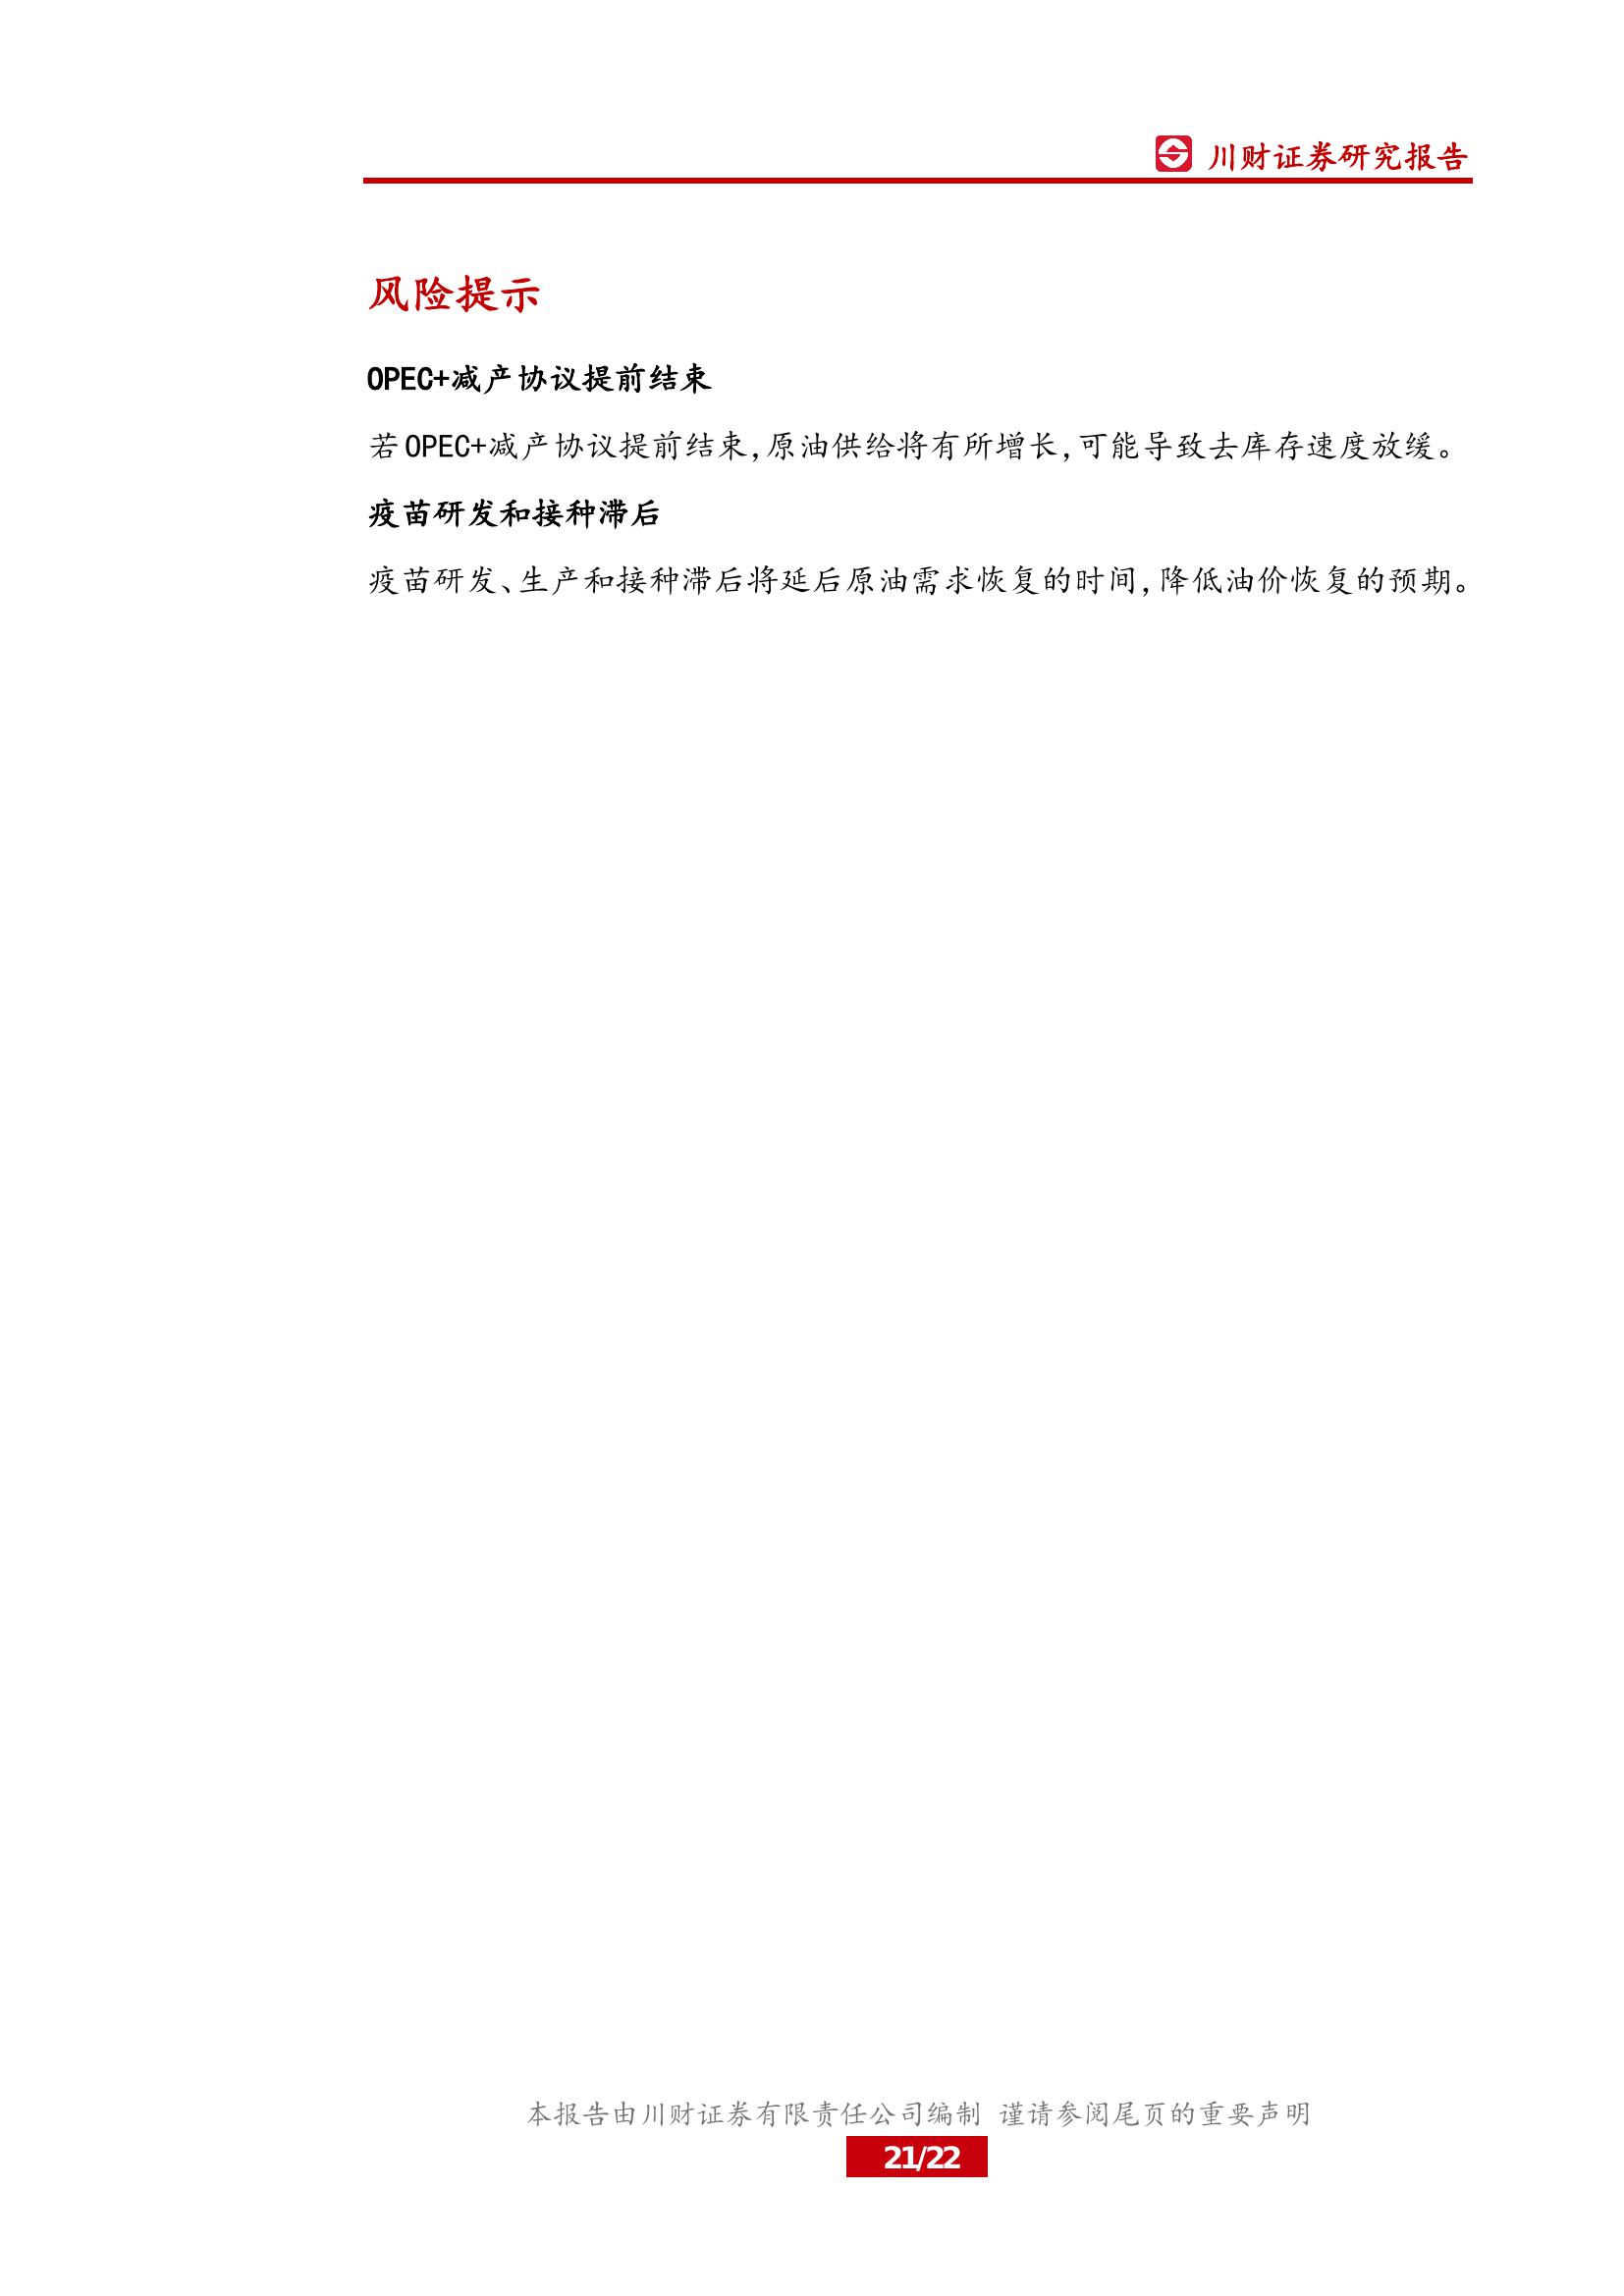 川财证券研究报告
风险提示
OPEC+减产协议提前结束
若OPEC+减产协议提前结束,原油供给将有所增长,可能导致去库存速度放缓。
疫苗研发和接种滞后
疫苗研发、生产和接种滞后将延后原油需求恢复的时间,降低油价恢复的预期。
本报告由川财证券有限责任公司编制 谨请参阅尾页的重要声明
21/22